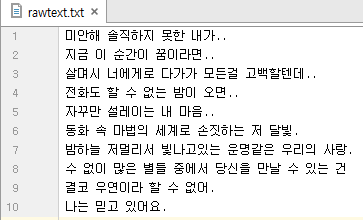 rawtext.txt
1 미안해 솔직하지 못한 내가..
2 지금 이 순간이 꿈이라면..
3 살며시 너에게로 다가가 모든걸 고백할텐데..
4 전화도 할 수 없는 밤이 오면..
5 자꾸만 설레이는 내 마음..
6 동화 속 마법의 세계로 손짓하는 저 달빛.
7 밤하늘 저멀리서 빛나고있는 운명같은 우리의 사랑.
8 수 없이 많은 별들 중에서 당신을 만날 수 있는 건
9 결코 우연이라 할 수 없어.
10 나는 믿고 있어요.